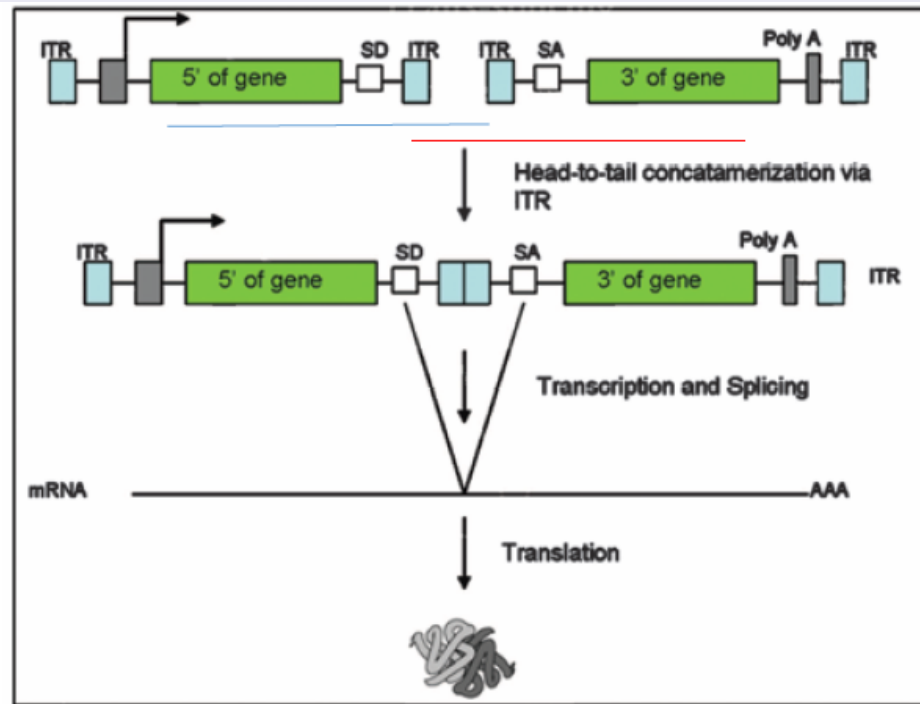 ITR SD ITR ITR SA Poly A ITR
5' of gene 3' of gene
Head-to-tail concatamerization via
ITR
ITR SD SA Poly A
5' of gene 3' of gene ITR
Transcription and Splicing
mRNA AAA
Translation